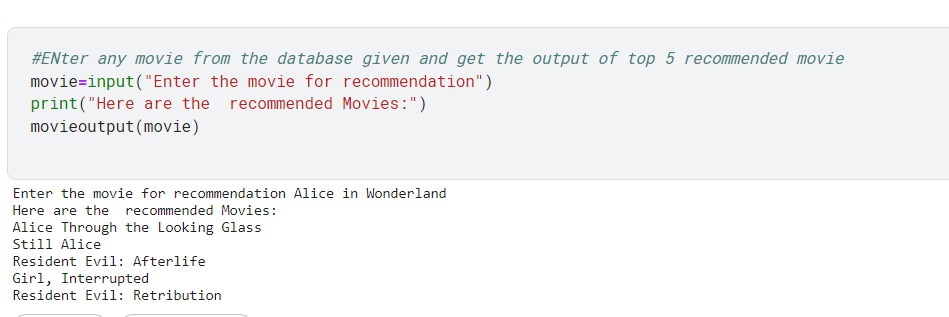 #ENter any movie from the database given and get the output of top 5 recommended movie
movie=input("Enter the movie for recommendation")
print("Here are the  recommended Movies:")
movieoutput(movie)
Enter the movie for recommendation Alice in Wonderland
Here are the  recommended Movies:
Alice Through the Looking Glass
Still Alice
Resident Evil: Afterlife
Girl, Interrupted
Resident Evil: Retribution